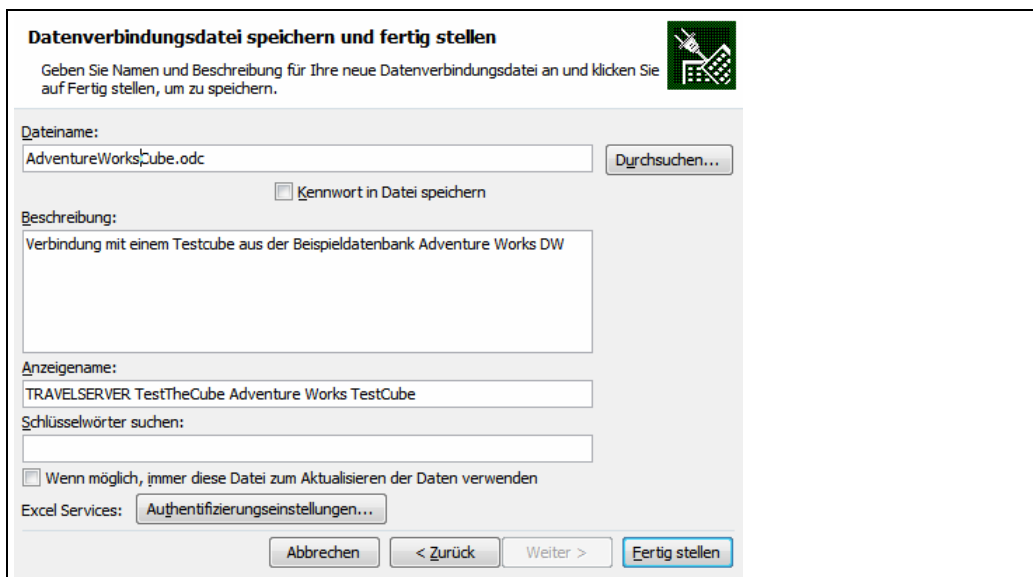 Datenverbindungsdatei speichern und fertig stellen
Geben Sie Namen und Beschreibung für Ihre neue Datenverbindungsdatei an und klicken Sie
auf Fertig stellen, um zu speichern.
Dateiname:
AdventureWorksCube.odc
Durchsuchen...
Kennwort in Datei speichern
Beschreibung:
Verbindung mit einem Testcube aus der Beispieldatenbank Adventure Works DW
Anzeigename:
TRAVELSERVER TestTheCube Adventure Works TestCube
Schlüsselwörter suchen:
Wenn möglich, immer diese Datei zum Aktualisieren der Daten verwenden
Excel Services: Authentifizierungseinstellungen...
Abbrechen < Zurück Weiter > Fertig stellen